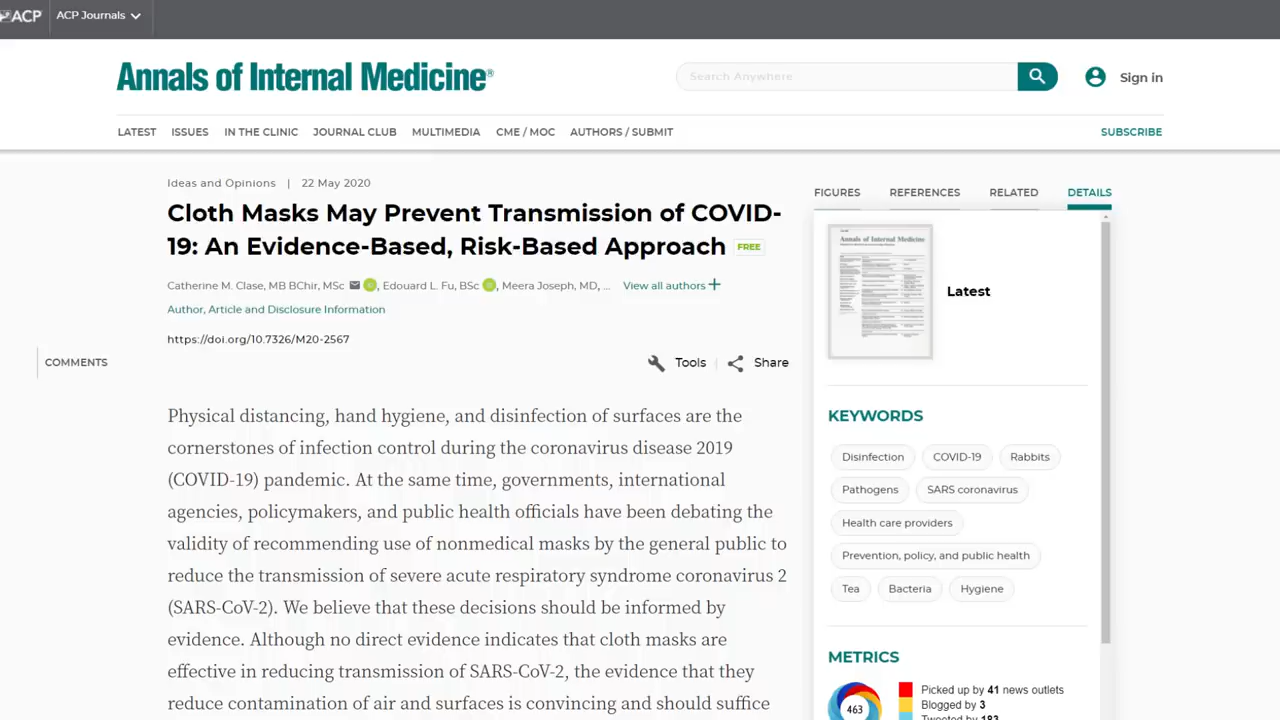 ACP
ACP Journals
Annals of Internal Medicine®
Search Anywhere
Sign in
LATEST ISSUES IN THE CLINIC JOURNAL CLUB MULTIMEDIA CME / MOC AUTHORS / SUBMIT SUBSCRIBE
Ideas and Opinions | 22 May 2020
Cloth Masks May Prevent Transmission of COVID-
19: An Evidence-Based, Risk-Based Approach FREE
Catherine M. Clase, MB BChir, MSc , Edouard L. Fu, BSc , Meera Joseph, MD, ... View all authors +
Author, Article and Disclosure Information
https://doi.org/10.7326/M20-2567
COMMENTS
Tools | Share
Physical distancing, hand hygiene, and disinfection of surfaces are the
cornerstones of infection control during the coronavirus disease 2019
(COVID-19) pandemic. At the same time, governments, international
agencies, policymakers, and public health officials have been debating the
validity of recommending use of nonmedical masks by the general public to
reduce the transmission of severe acute respiratory syndrome coronavirus 2
(SARS-CoV-2). We believe that these decisions should be informed by
evidence. Although no direct evidence indicates that cloth masks are
effective in reducing transmission of SARS-CoV-2, the evidence that they
reduce contamination of air and surfaces is convincing and should suffice
FIGURES REFERENCES RELATED DETAILS
Annals of Internal Medicine
Latest
KEYWORDS
Disinfection COVID-19 Rabbits
Pathogens SARS coronavirus
Health care providers
Prevention, policy, and public health
Tea Bacteria Hygiene
METRICS
463
Picked up by 41 news outlets
Blogged by 3
Tweeted by 183